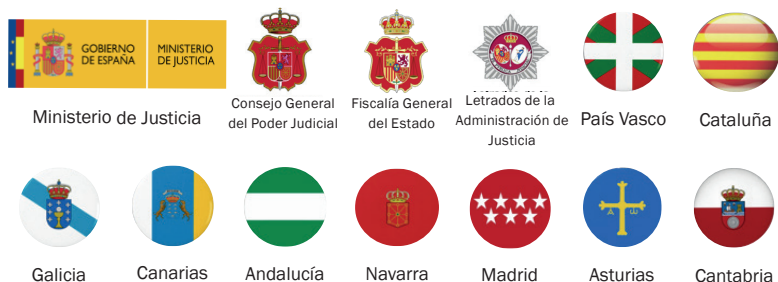 GOBIERNO
DE ESPAÑA
MINISTERIO
DE JUSTICIA
Ministerio de Justicia
Consejo General
del Poder Judicial
Fiscalía General
del Estado
Letrados de la
Administración de
Justicia
País Vasco
Cataluña
Galicia
Canarias
Andalucía
Navarra
Madrid
Asturias
Cantabria